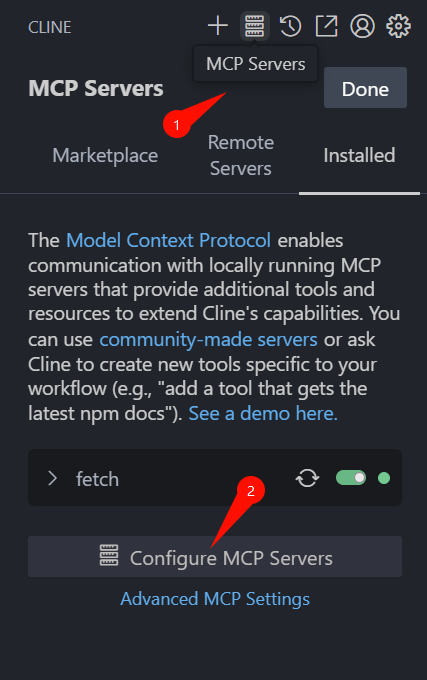 CLINE
MCP Servers
MCP Servers
Done
1
Marketplace
Remote
Servers
Installed
The Model Context Protocol enables
communication with locally running MCP
servers that provide additional tools and
resources to extend Cline's capabilities. You
can use community-made servers or ask
Cline to create new tools specific to your
workflow (e.g., "add a tool that gets the
latest npm docs"). See a demo here.
fetch
2
Configure MCP Servers
Advanced MCP Settings